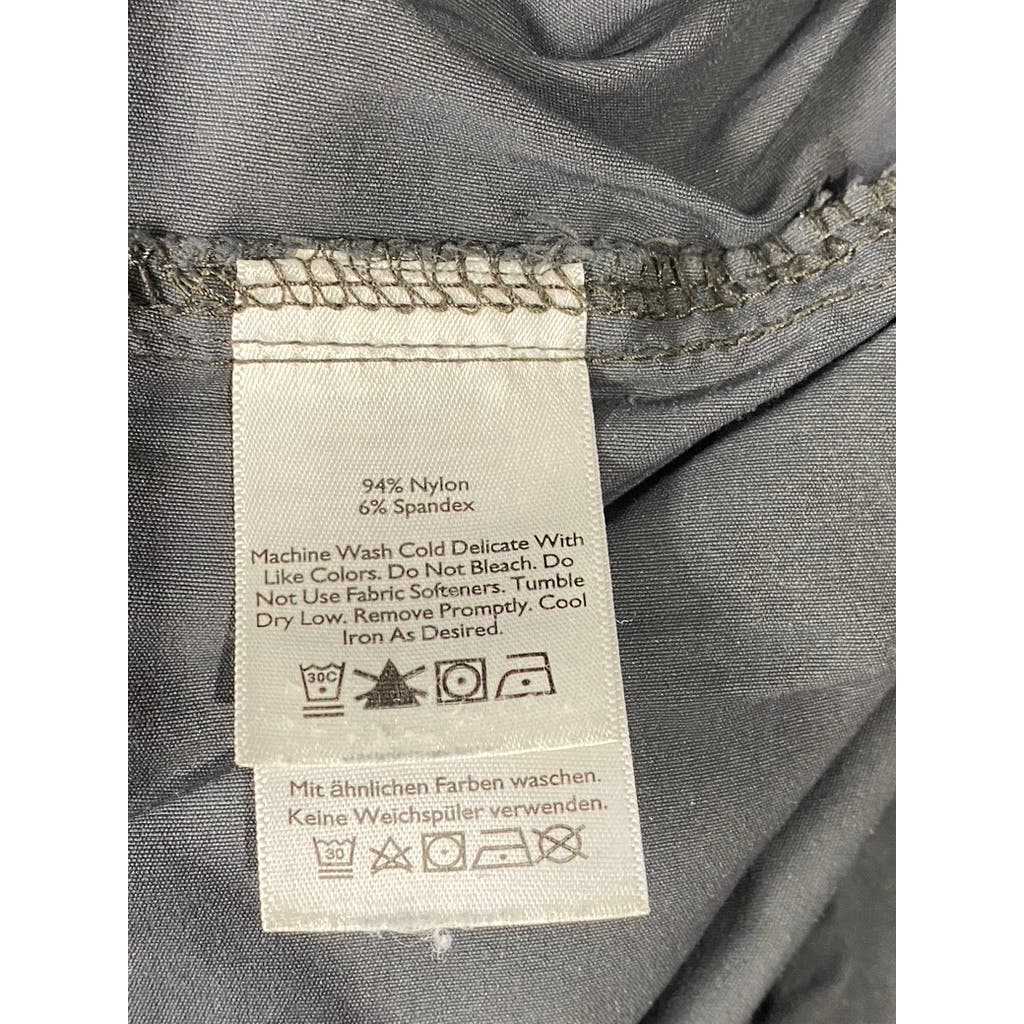 94% Nylon
6% Spandex
Machine Wash Cold Delicate With
Like Colors. Do Not Bleach. Do
Not Use Fabric Softeners. Tumble
Dry Low. Remove Promptly. Cool
Iron As Desired.
30C
Mit ähnlichen Farben waschen.
Keine Weichspüler verwenden.
30